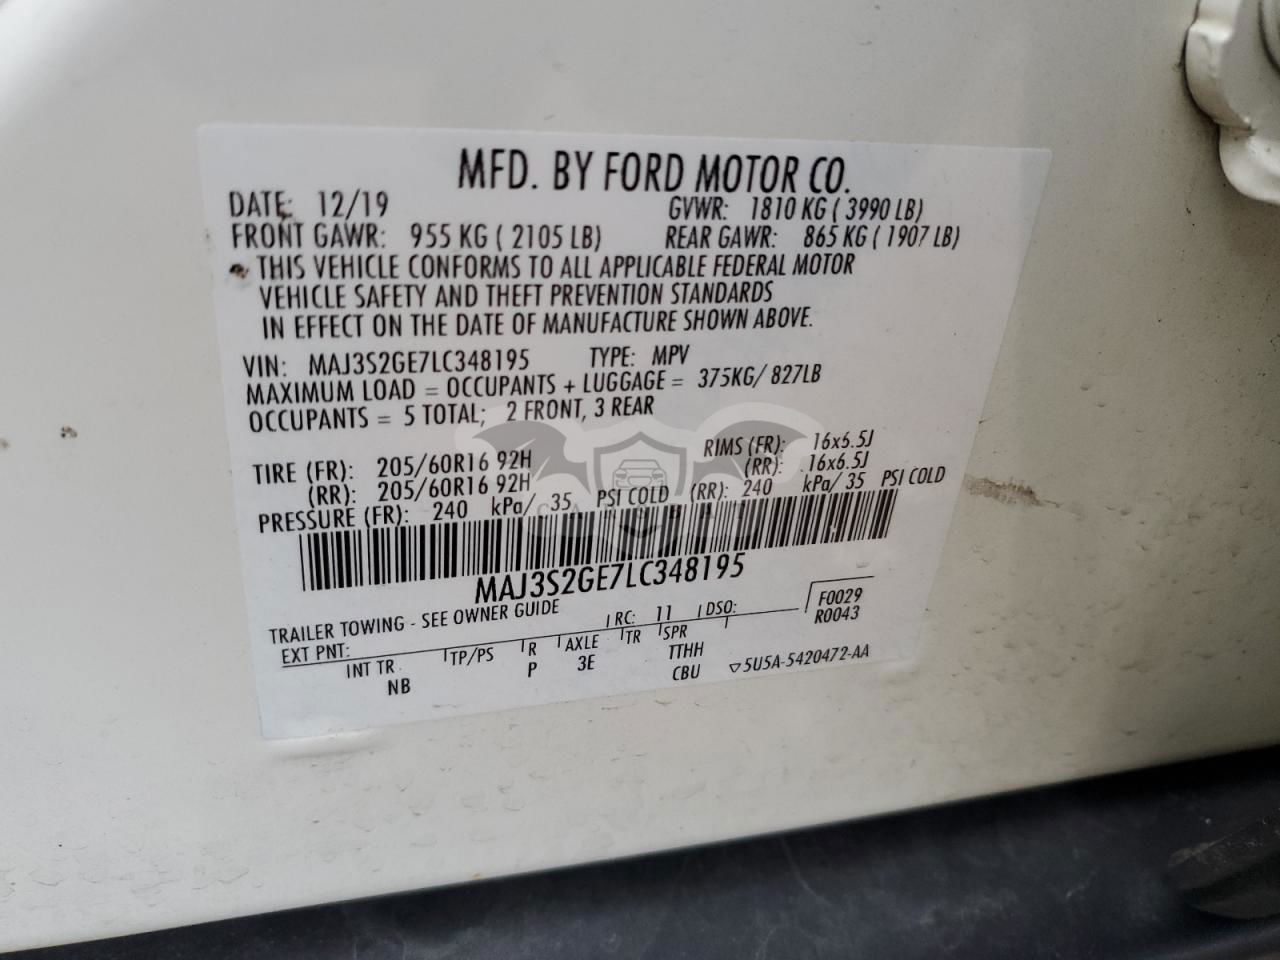 MFD. BY FORD MOTOR CO.
DATE: 12/19 GVWR: 1810 KG ( 3990 LB)
FRONT GAWR: 955 KG ( 2105 LB) REAR GAWR: 865 KG ( 1907 LB)
THIS VEHICLE CONFORMS TO ALL APPLICABLE FEDERAL MOTOR
VEHICLE SAFETY AND THEFT PREVENTION STANDARDS
IN EFFECT ON THE DATE OF MANUFACTURE SHOWN ABOVE.
VIN: MAJ3S2GE7LC348195 TYPE: MPV
MAXIMUM LOAD = OCCUPANTS + LUGGAGE = 375KG/ 827LB
OCCUPANTS = 5 TOTAL; 2 FRONT, 3 REAR
TIRE (FR): 205/60R16 92H RIMS (FR): 16x6.5J
(RR): 205/60R16 92H (RR): 16x6.5J
PRESSURE (FR): 240 kPa/ 35 PSI COLD (RR): 240 kPa/ 35 PSI COLD
MAJ3S2GE7LC348195
TRAILER TOWING - SEE OWNER GUIDE
EXT PNT: RC: 11 DSO: F0029
R0043
INT TR TP/PS R AXLE TR SPR
NB P 3E TTHH
CBU 5U5A-5420472-AA